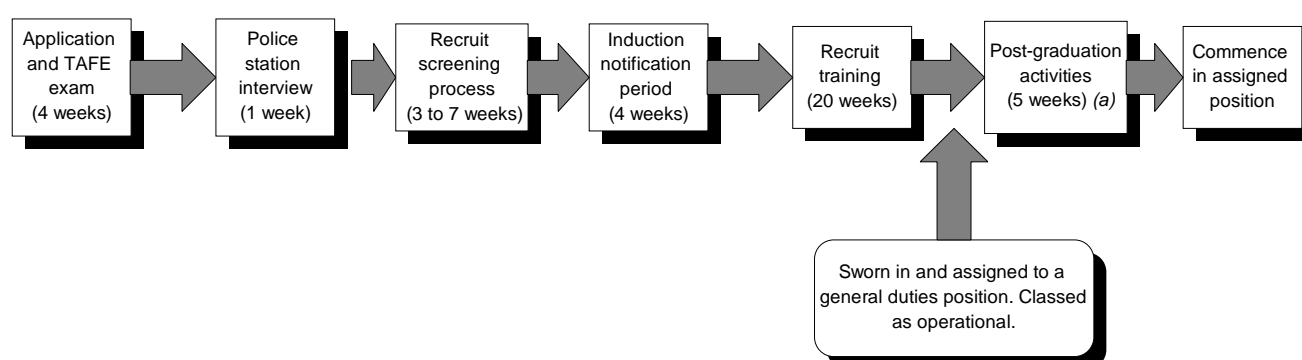 Application
and TAFE
exam
(4 weeks)
Police
station
interview
(1 week)
Recruit
screening
process
(3 to 7 weeks)
Induction
notification
period
(4 weeks)
Recruit
training
(20 weeks)
Post-graduation
activities
(5 weeks) (a)
Commence
in assigned
position
Sworn in and assigned to a
general duties position. Classed
as operational.